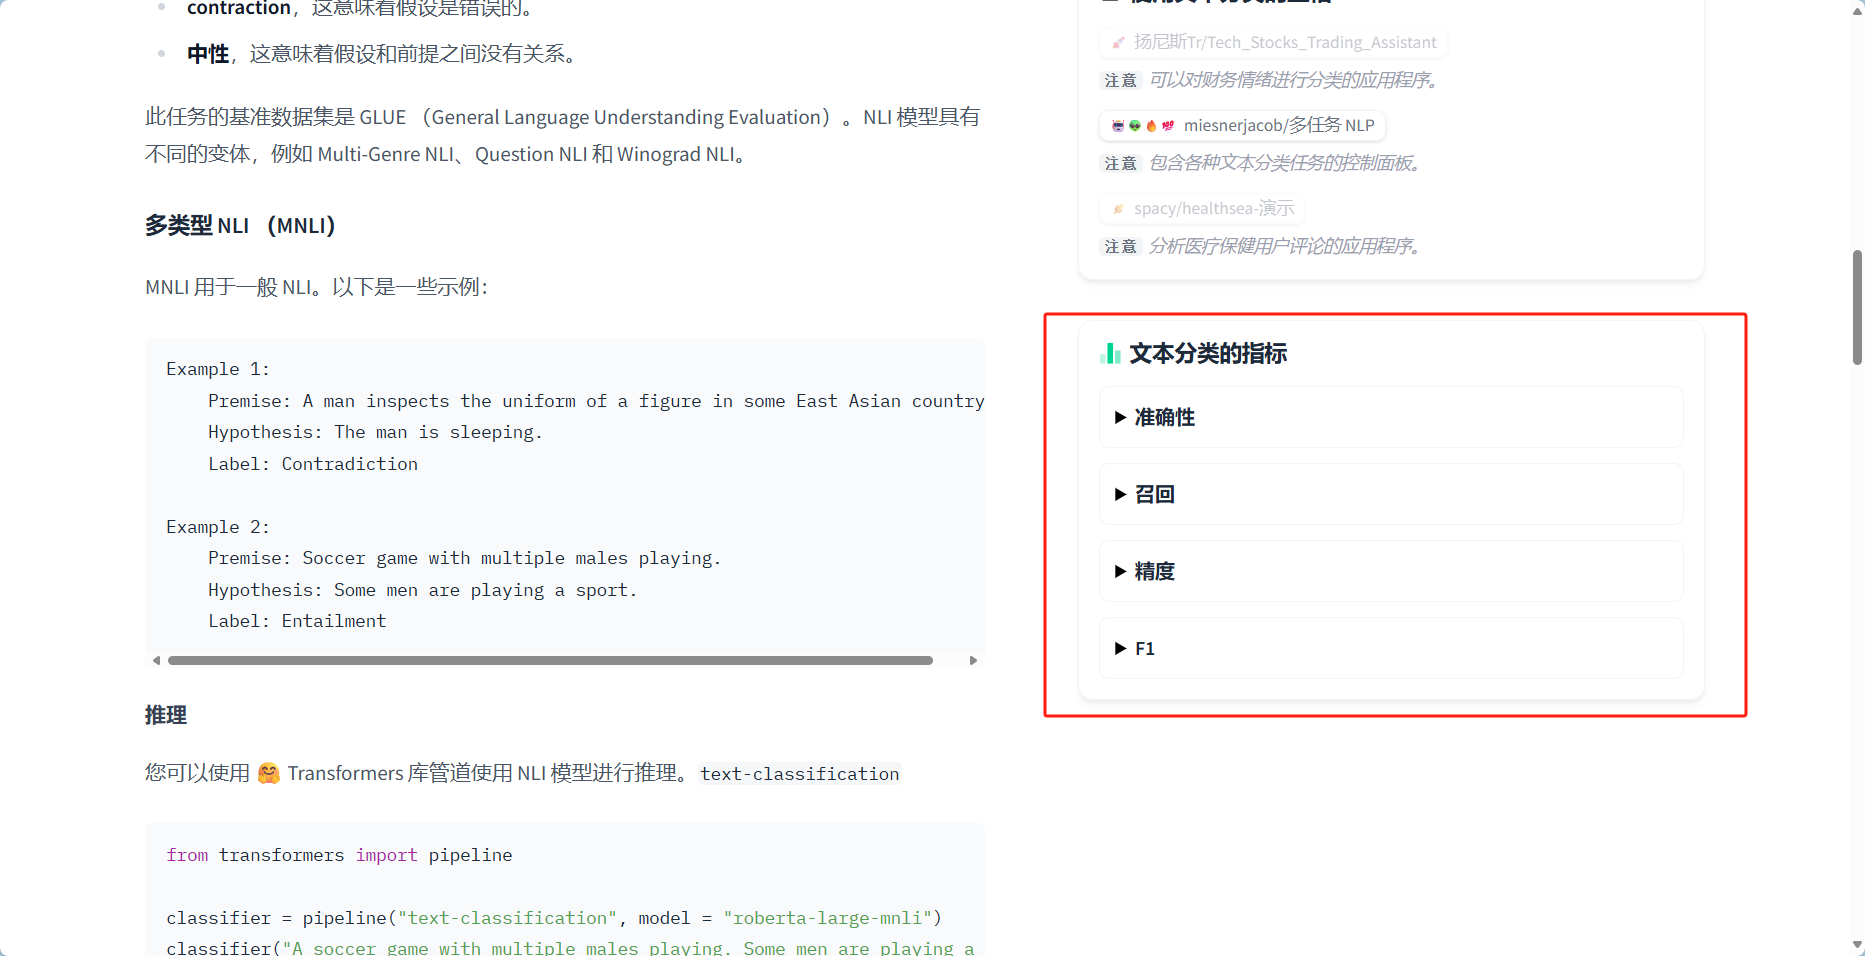 contraction，这意味着假设是错误的。
中性，这意味着假设和前提之间没有关系。
此任务的基准数据集是 GLUE （General Language Understanding Evaluation）。NLI 模型具有
不同的变体，例如 Multi-Genre NLI、Question NLI 和 Winograd NLI。
多类型 NLI （MNLI）
MNLI 用于一般 NLI。以下是一些示例：
Example 1:
Premise: A man inspects the uniform of a figure in some East Asian country
Hypothesis: The man is sleeping.
Label: Contradiction
Example 2:
Premise: Soccer game with multiple males playing.
Hypothesis: Some men are playing a sport.
Label: Entailment
推理
您可以使用 🤗 Transformers 库管道使用 NLI 模型进行推理。text-classification
from transformers import pipeline
classifier = pipeline("text-classification", model = "roberta-large-mnli")
classifier("A soccer game with multiple males playing. Some men are playing a
扬尼斯Tr/Tech_Stocks_Trading_Assistant
注意 可以对财务情绪进行分类的应用程序。
miesnerjacob/多任务 NLP
注意 包含各种文本分类任务的控制面板。
spacy/healthsea-演示
注意 分析医疗保健用户评论的应用程序。
文本分类的指标
准确性
召回
精度
F1